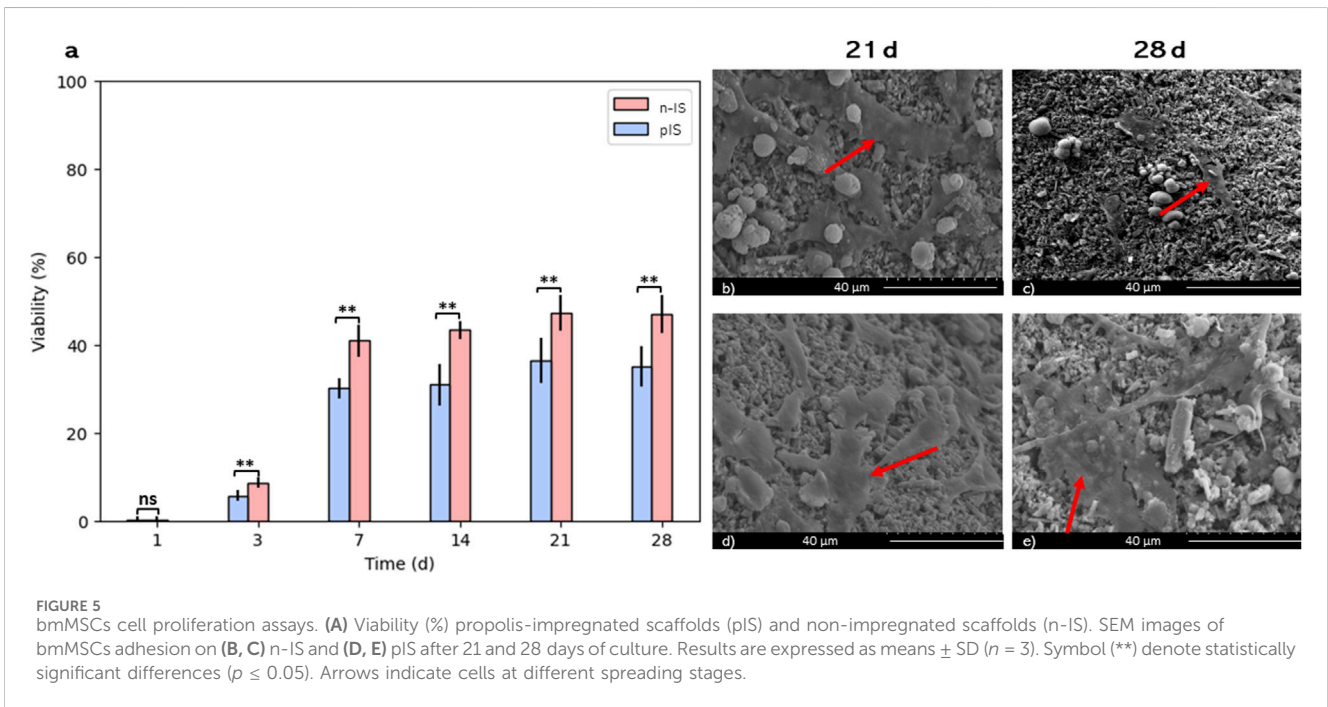 a
21 d
28 d
100
80
60
40
20
0
Viability (%)
n-IS
pIS
ns
**
**
**
**
**
1 3 7 14 21 28
Time (d)
b) 40 µm
c) 40 µm
d) 40 µm
e) 40 µm
FIGURE 5
bmMSCs cell proliferation assays. (A) Viability (%) propolis-impregnated scaffolds (pIS) and non-impregnated scaffolds (n-IS). SEM images of
bmMSCs adhesion on (B, C) n-IS and (D, E) pIS after 21 and 28 days of culture. Results are expressed as means ± SD (n = 3). Symbol (**) denote statistically
significant differences (p ≤ 0.05). Arrows indicate cells at different spreading stages.